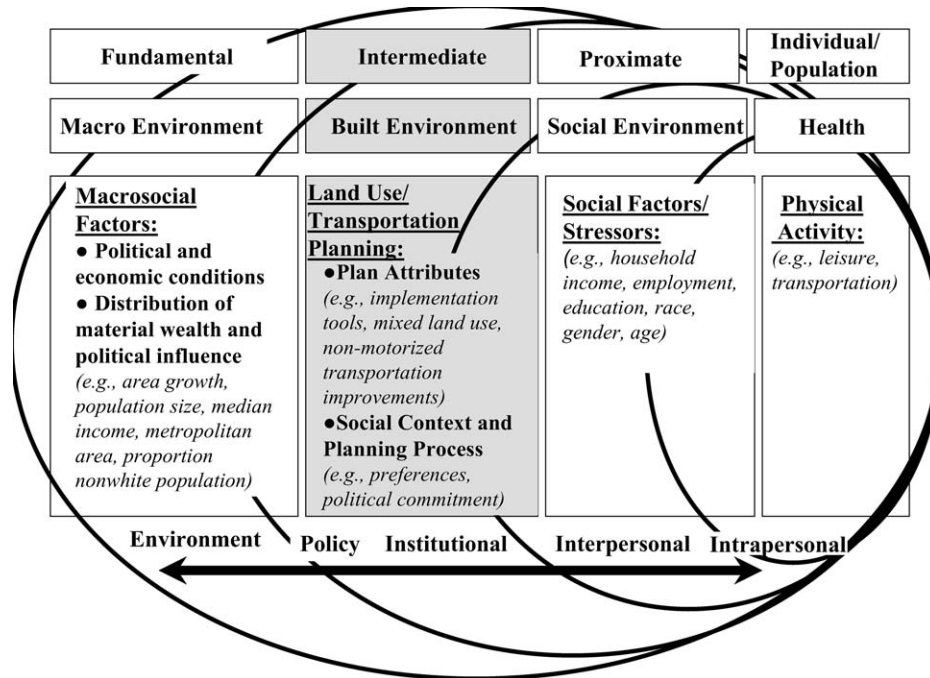 Fundamental
Intermediate
Proximate
Individual/
Population
Macro Environment
Built Environment
Social Environment
Health
Macrosocial
Factors:
● Political and
economic conditions
● Distribution of
material wealth and
political influence
(e.g., area growth,
population size, median
income, metropolitan
area, proportion
nonwhite population)
Land Use/
Transportation
Planning:
●Plan Attributes
(e.g., implementation
tools, mixed land use,
non-motorized
transportation
improvements)
●Social Context and
Planning Process
(e.g., preferences,
political commitment)
Social Factors/
Stressors:
(e.g., household
income, employment,
education, race,
gender, age)
Physical
Activity:
(e.g., leisure,
transportation)
Environment
Policy
Institutional
Interpersonal
Intrapersonal